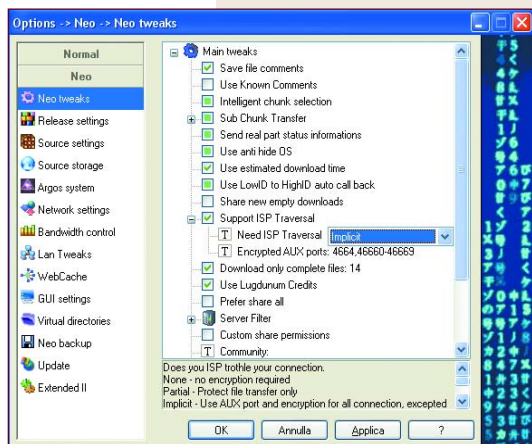 Options -> Neo -> Neo tweaks
Normal
Neo
Neo tweaks
Release settings
Source settings
Source storage
Argos system
Network settings
Bandwidth control
Lan Tweaks
WebCache
GUI settings
Virtual directories
Neo backup
Update
Extended II
Main tweaks
Save file comments
Use Known Comments
Intelligent chunk selection
Sub Chunk Transfer
Send real part status informations
Use anti hide OS
Use estimated download time
Use LowID to HighID auto call back
Share new empty downloads
Support ISP Traversal
T Need ISP Traversal Implicit
T Encrypted AUX ports: 4664,46660-46669
Download only complete files: 14
Use Lugdunum Credits
Prefer share all
Server Filter
Custom share permissions
T Community:
Does you ISP trothle your connection.
None - no encryption required
Partial - Protect file transfer only
Implicit - Use AUX port and encryption for all connection, excepted
OK Annulla Applica ?